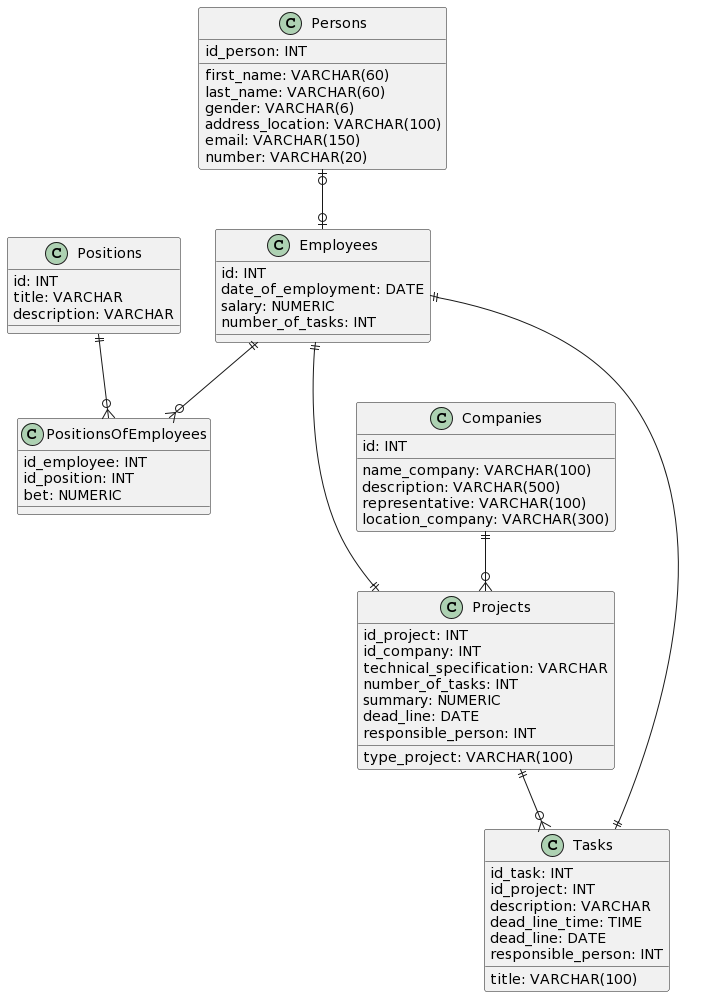 C Persons
id_person: INT
first_name: VARCHAR(60)
last_name: VARCHAR(60)
gender: VARCHAR(6)
address_location: VARCHAR(100)
email: VARCHAR(150)
number: VARCHAR(20)
C Positions
id: INT
title: VARCHAR
description: VARCHAR
C Employees
id: INT
date_of_employment: DATE
salary: NUMERIC
number_of_tasks: INT
C PositionsOfEmployees
id_employee: INT
id_position: INT
bet: NUMERIC
C Companies
id: INT
name_company: VARCHAR(100)
description: VARCHAR(500)
representative: VARCHAR(100)
location_company: VARCHAR(300)
C Projects
id_project: INT
id_company: INT
technical_specification: VARCHAR
number_of_tasks: INT
summary: NUMERIC
dead_line: DATE
responsible_person: INT
type_project: VARCHAR(100)
C Tasks
id_task: INT
id_project: INT
description: VARCHAR
dead_line_time: TIME
dead_line: DATE
responsible_person: INT
title: VARCHAR(100)